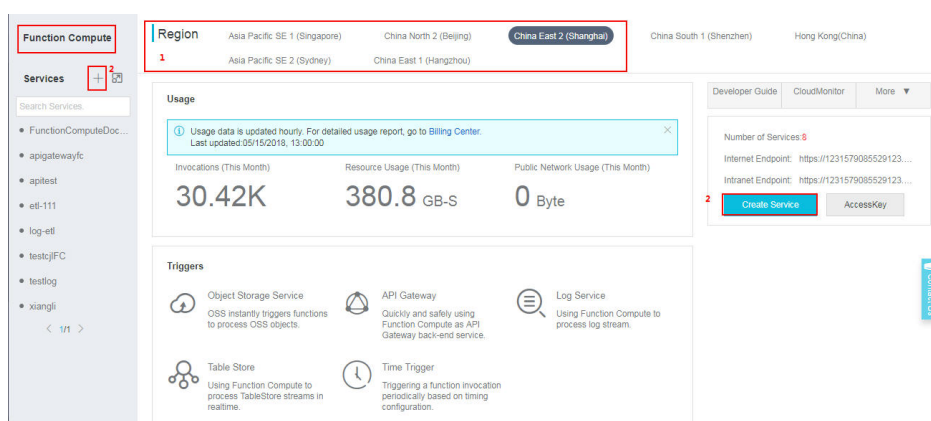 Function Compute
Services
2
Search Services.
FunctionComputeDoc...
apigatewayfc
apitest
etl-111
log-etl
testcjlFC
testlog
xiangli
< 1/1 >
Region
1
Asia Pacific SE 1 (Singapore)
China North 2 (Beijing)
China East 2 (Shanghai)
China South 1 (Shenzhen)
Hong Kong(China)
Asia Pacific SE 2 (Sydney)
China East 1 (Hangzhou)
Usage
Usage data is updated hourly. For detailed usage report, go to Billing Center.
Last updated:05/15/2018, 13:00:00
Invocations (This Month)
Resource Usage (This Month)
Public Network Usage (This Month)
30.42K
380.8 GB-S
0 Byte
Triggers
Object Storage Service
OSS instantly triggers functions
to process OSS objects.
API Gateway
Quickly and safely using
Function Compute as API
Gateway back-end service.
Log Service
Using Function Compute to
process log stream.
Table Store
Using Function Compute to
process TableStore streams in
realtime.
Time Trigger
Triggering a function invocation
periodically based on timing
configuration.
Developer Guide
CloudMonitor
More
Number of Services:8
Internet Endpoint: https://1231579085529123....
Intranet Endpoint: https://1231579085529123....
2
Create Service
AccessKey